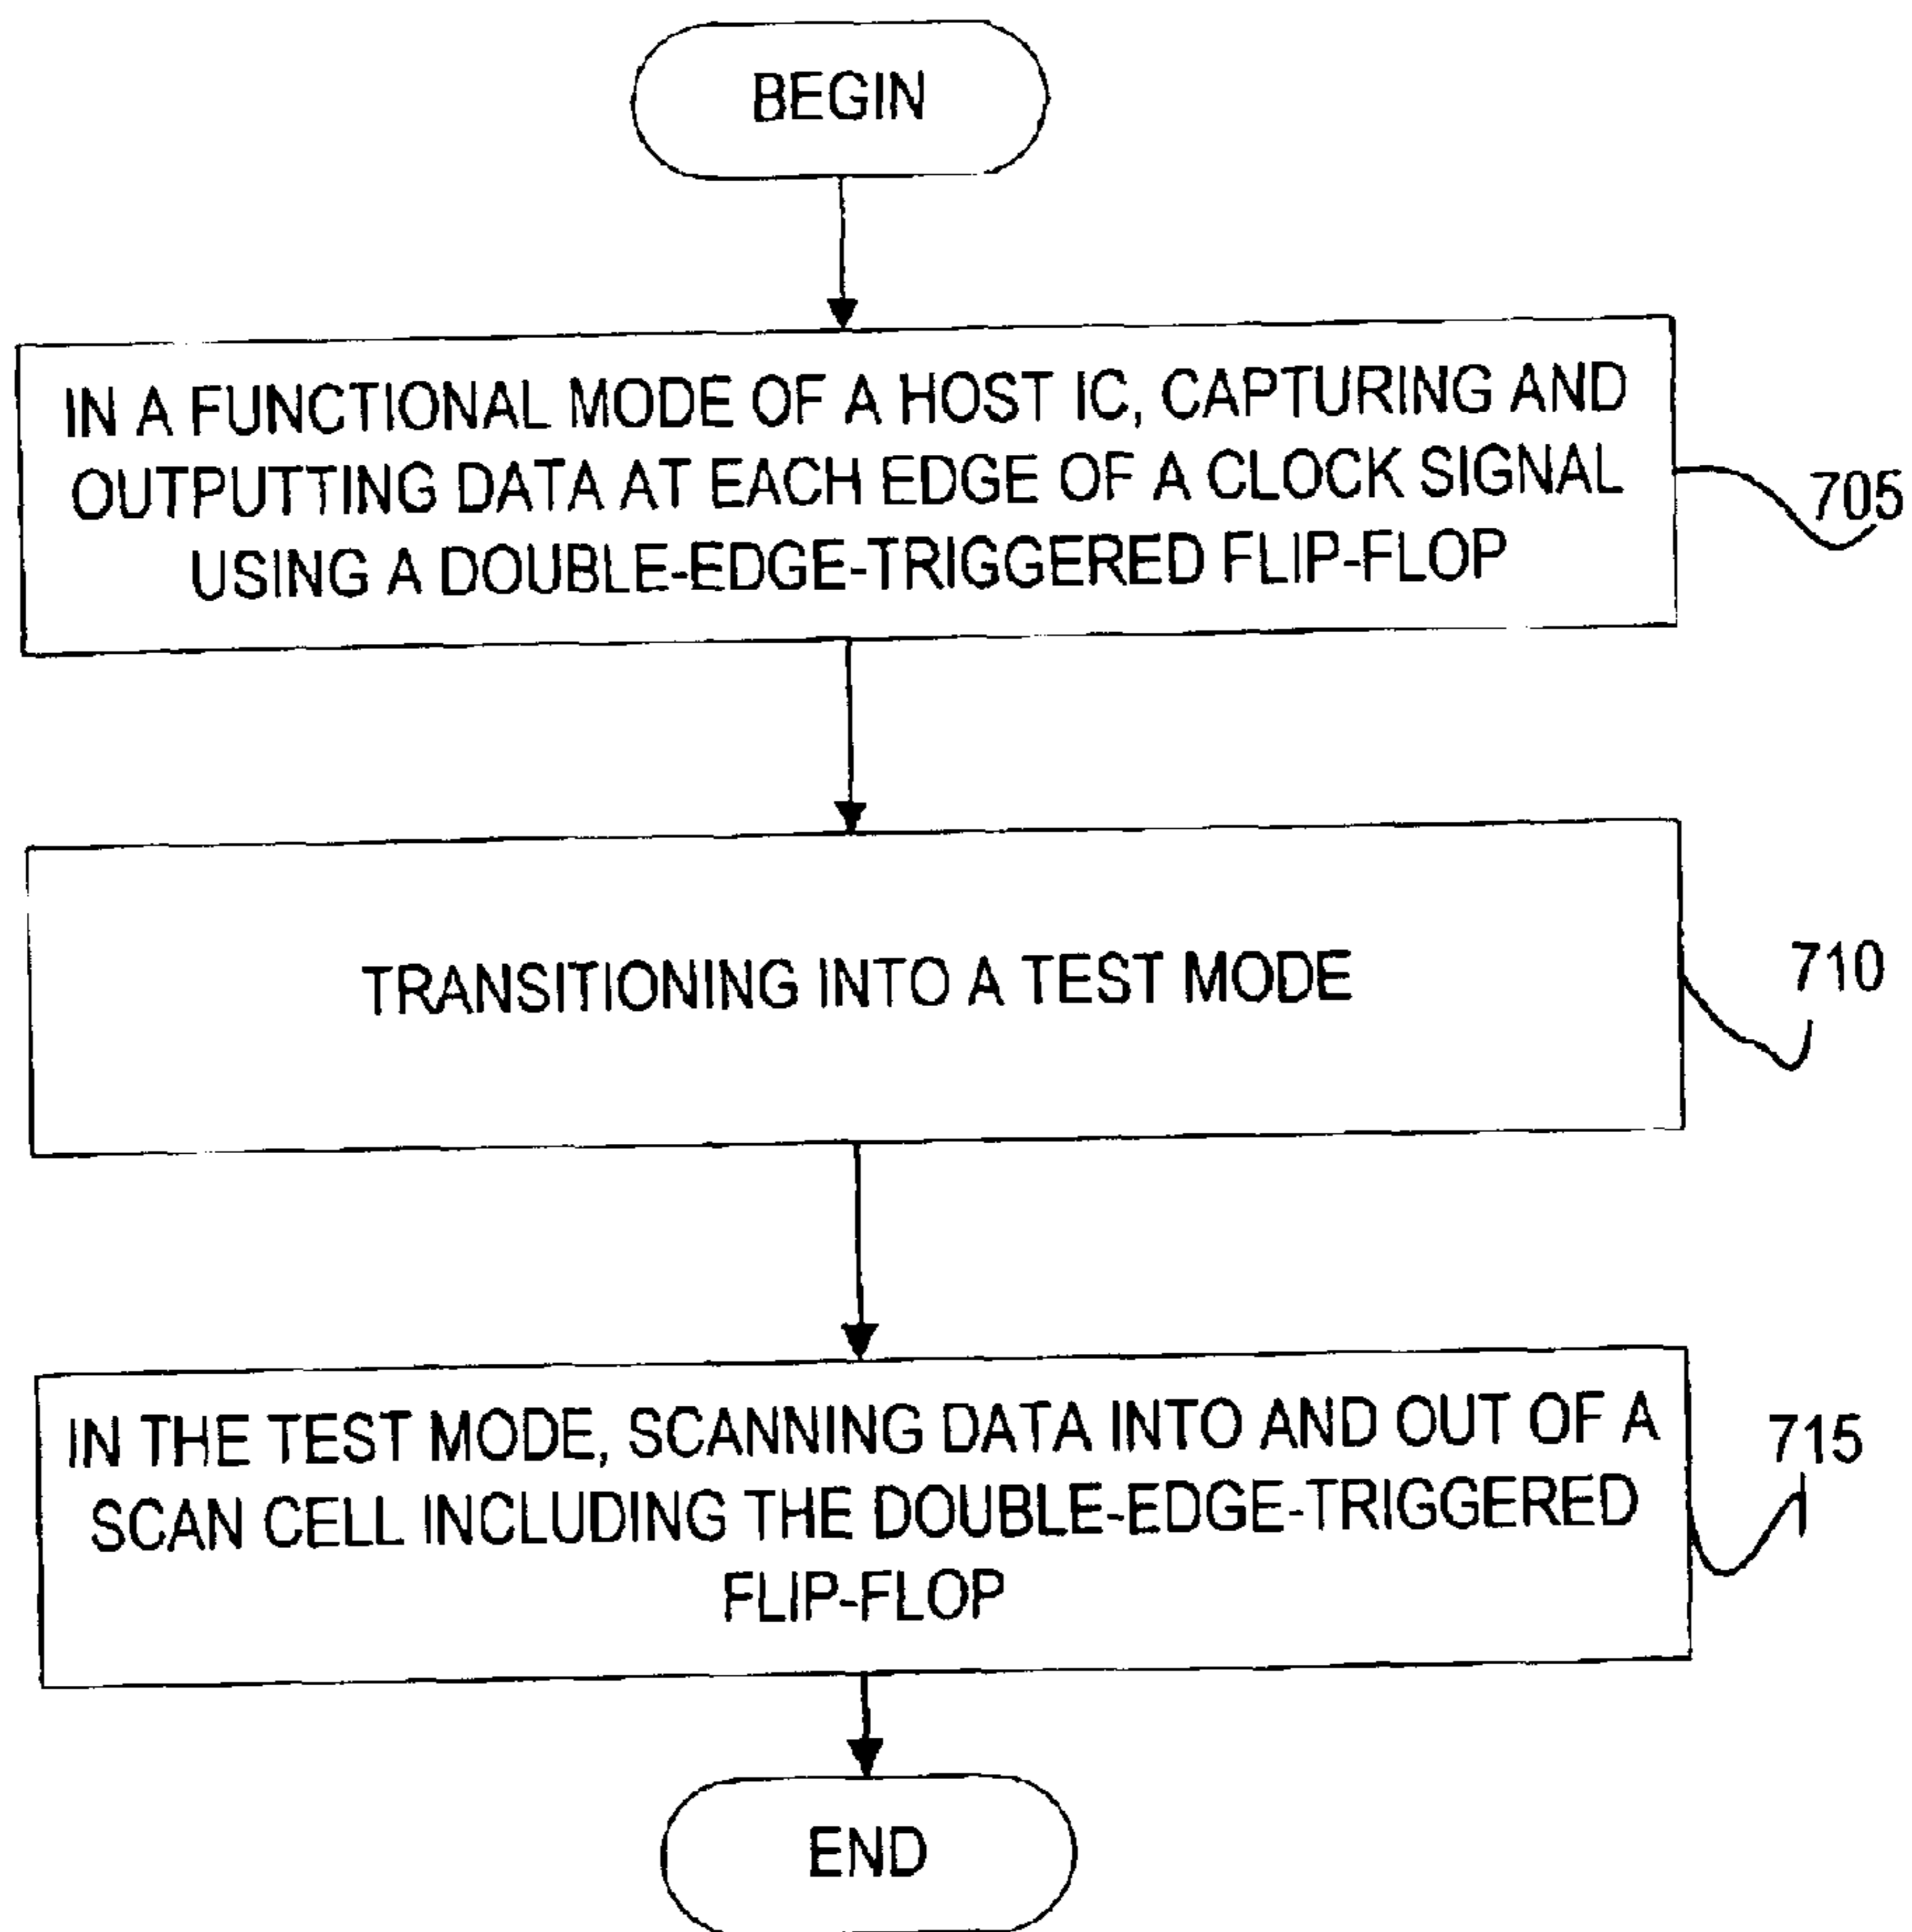 BEGIN
IN A FUNCTIONAL MODE OF A HOST IC, CAPTURING AND
OUTPUTTING DATA AT EACH EDGE OF A CLOCK SIGNAL
USING A DOUBLE-EDGE-TRIGGERED FLIP-FLOP
705
TRANSITIONING INTO A TEST MODE
710
IN THE TEST MODE, SCANNING DATA INTO AND OUT OF A
SCAN CELL INCLUDING THE DOUBLE-EDGE-TRIGGERED
FLIP-FLOP
715
END